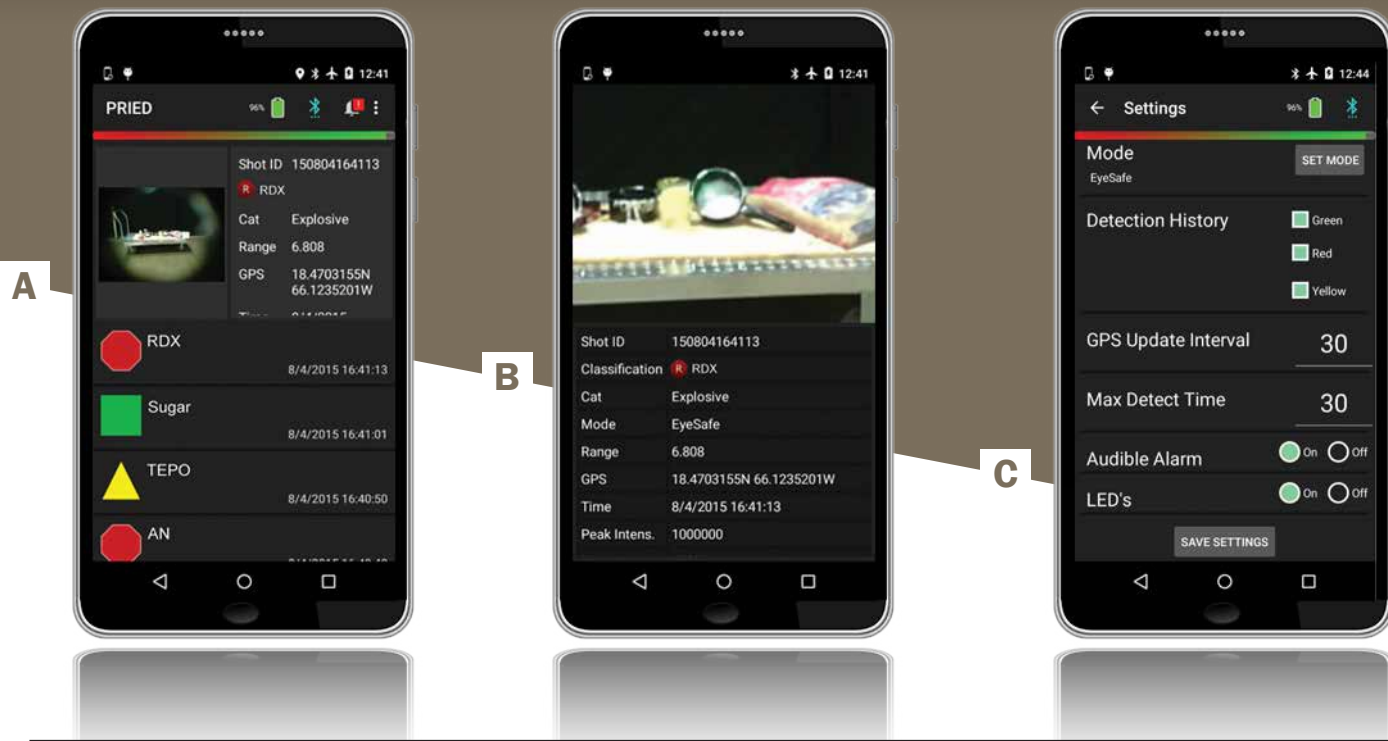 A
12:41
PRIED
96%
Shot ID 150804164113
R RDX
Cat Explosive
Range 6.808
GPS 18.4703155N
66.1235201W
RDX
8/4/2015 16:41:13
Sugar
8/4/2015 16:41:01
TEPO
8/4/2015 16:40:50
AN
B
12:41
Shot ID 150804164113
Classification R RDX
Cat Explosive
Mode EyeSafe
Range 6.808
GPS 18.4703155N 66.1235201W
Time 8/4/2015 16:41:13
Peak Intens. 1000000
C
12:44
Settings
96%
Mode
SET MODE
EyeSafe
Detection History
Green
Red
Yellow
GPS Update Interval 30
Max Detect Time 30
Audible Alarm On Off
LED's On Off
SAVE SETTINGS